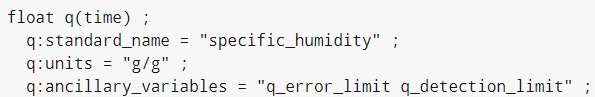 float q(time) ;
q:standard_name = "specific_humidity" ;
q:units = "g/g" ;
q:ancillary_variables = "q_error_limit q_detection_limit" ;